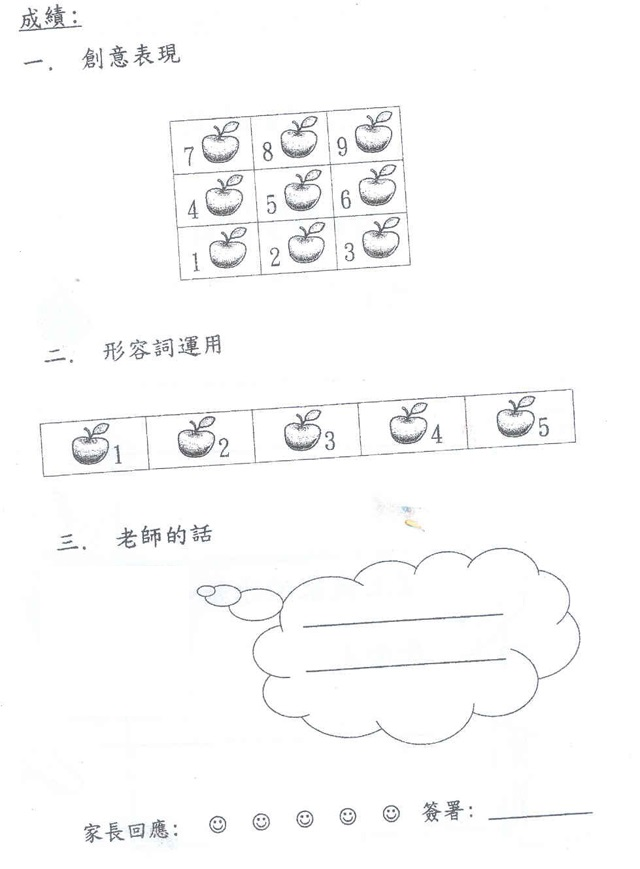 成績：
一． 創意表現
7 8 9
4 5 6
1 2 3
二． 形容詞運用
1 2 3 4 5
三． 老師的話
家長回應： 簽署：